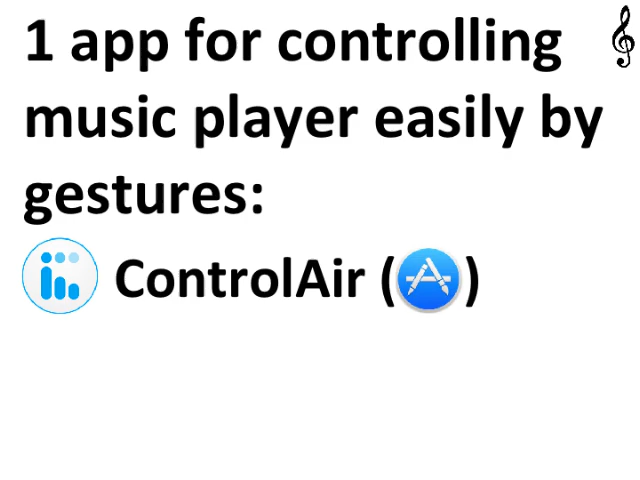 1 app for controlling
music player easily by
gestures:
ControlAir ( )